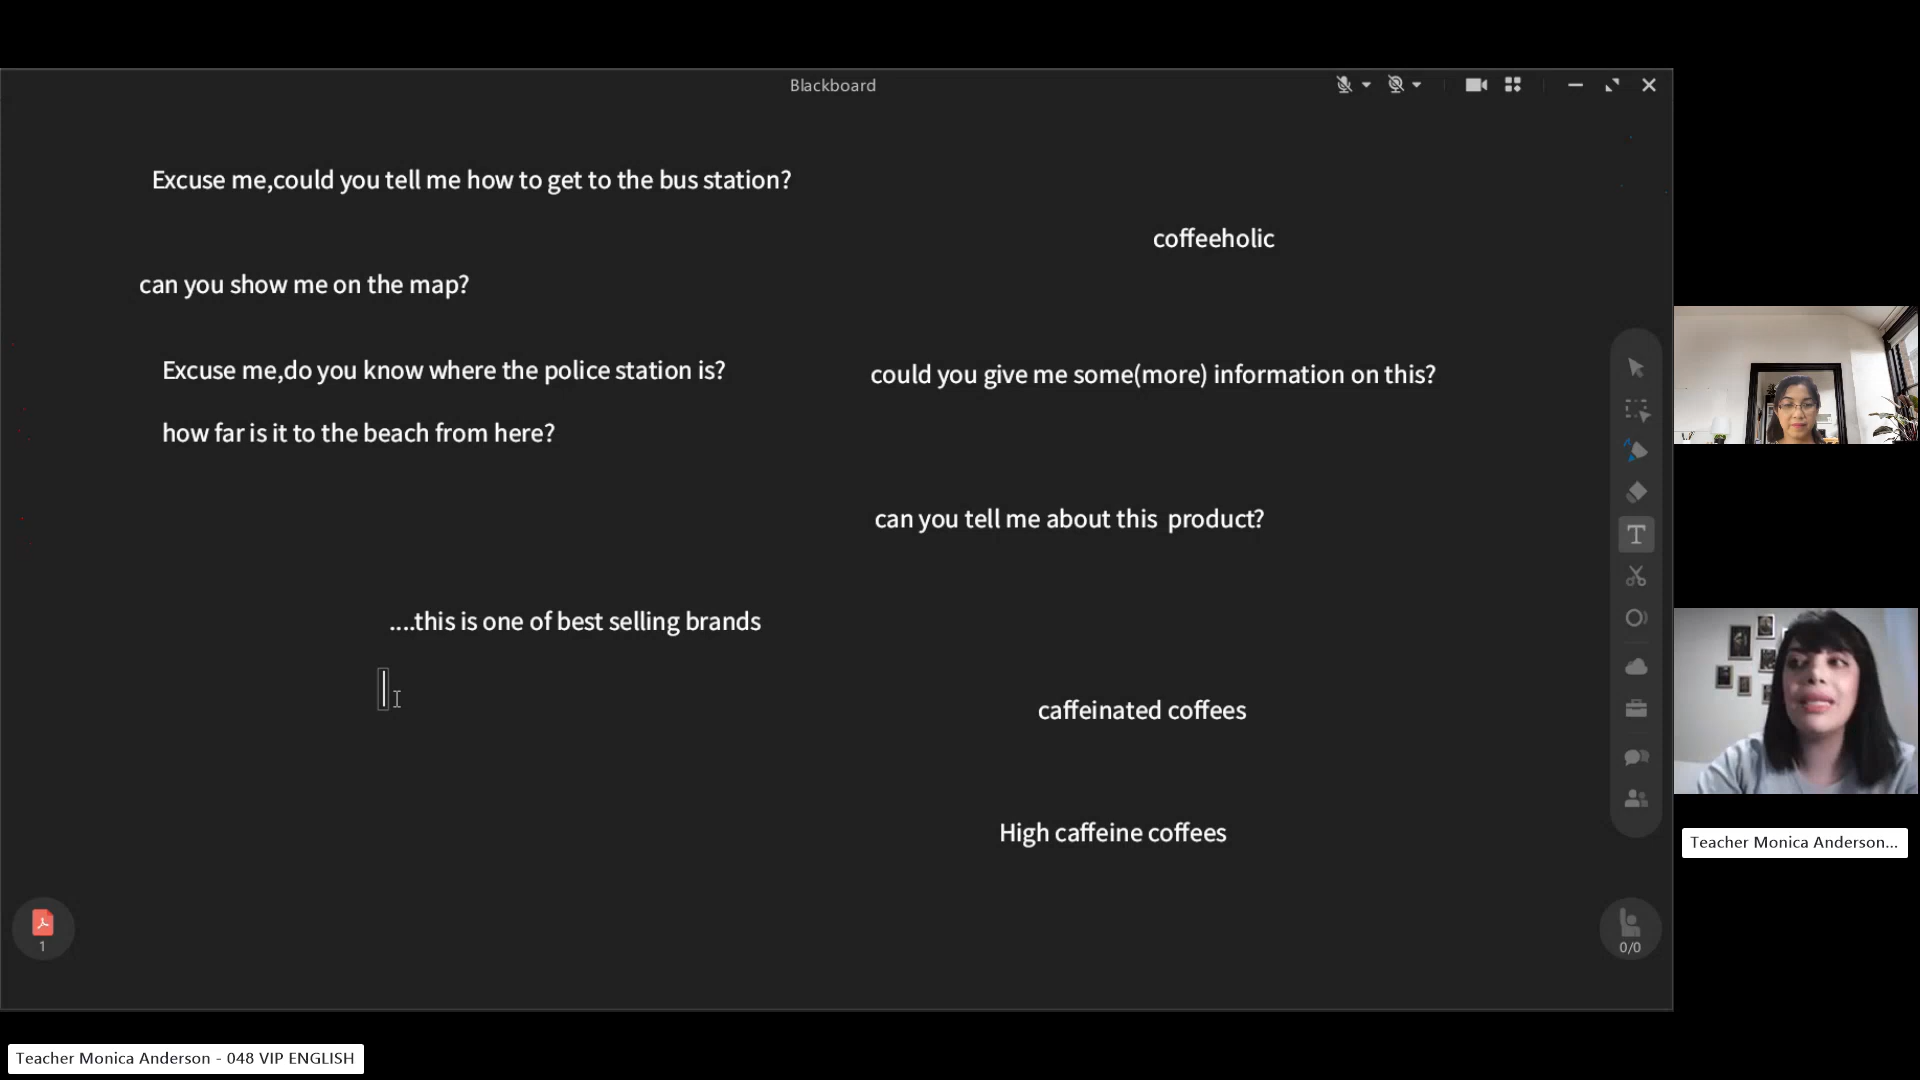 Blackboard
Excuse me,could you tell me how to get to the bus station?
coffeeholic
can you show me on the map?
Excuse me,do you know where the police station is?
could you give me some(more) information on this?
how far is it to the beach from here?
can you tell me about this  product?
....this is one of best selling brands
caffeinated coffees
High caffeine coffees
Teacher Monica Anderson...
1
0/0
Teacher Monica Anderson - 048 VIP ENGLISH